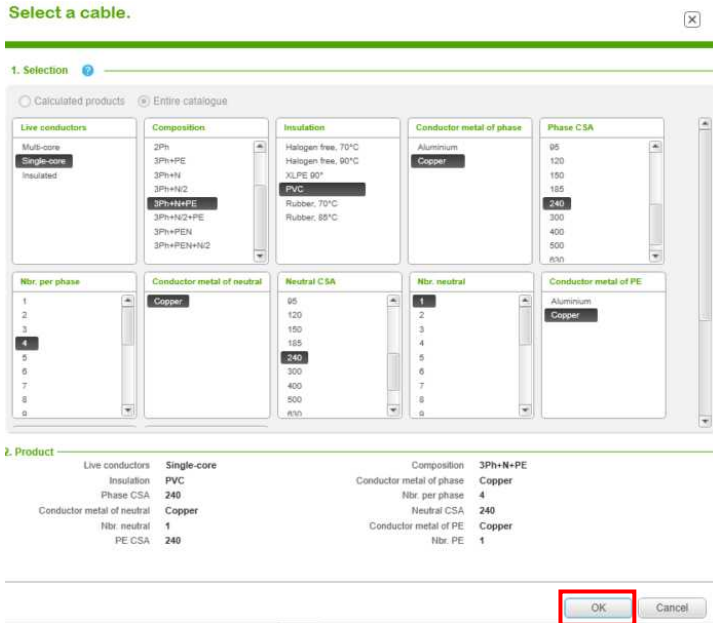 Select a cable.
1. Selection
Calculated products Entire catalogue
Live conductors
Multi-core
Single-core
Insulated
Composition
2Ph
3Ph+PE
3Ph+N
3Ph+N/2
3Ph+N+PE
3Ph+N/2+PE
3Ph+PEN
3Ph+PEN+N/2
Insulation
Halogen free, 70°C
Halogen free, 90°C
XLPE 90°
PVC
Rubber, 70°C
Rubber, 85°C
Conductor metal of phase
Aluminium
Copper
Phase CSA
95
120
150
185
240
300
400
500
630
Nbr. per phase
1
2
3
4
5
6
7
8
9
Conductor metal of neutral
Copper
Neutral CSA
95
120
150
185
240
300
400
500
630
Nbr. neutral
1
2
3
4
5
6
7
8
9
Conductor metal of PE
Aluminium
Copper
2. Product
Live conductors Single-core Composition 3Ph+N+PE
Insulation PVC Conductor metal of phase Copper
Phase CSA 240 Nbr. per phase 4
Conductor metal of neutral Copper Neutral CSA 240
Nbr. neutral 1 Conductor metal of PE Copper
PE CSA 240 Nbr. PE 1
OK Cancel